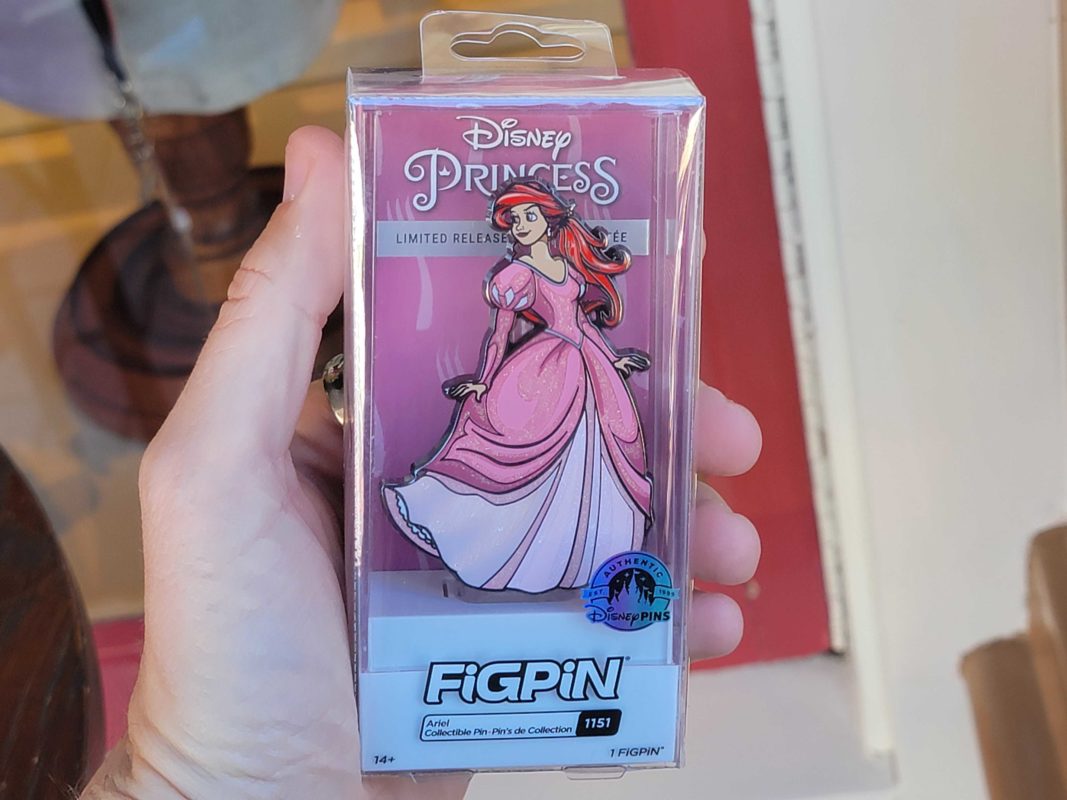 Disney
PRINCESS
LIMITED RELEASE
AUTHENTIC
EST. 1999
Disney PINS
FiGPiN®
Ariel
Collectible Pin · Pin's de Collection 1151
14+ 1 FiGPiN™